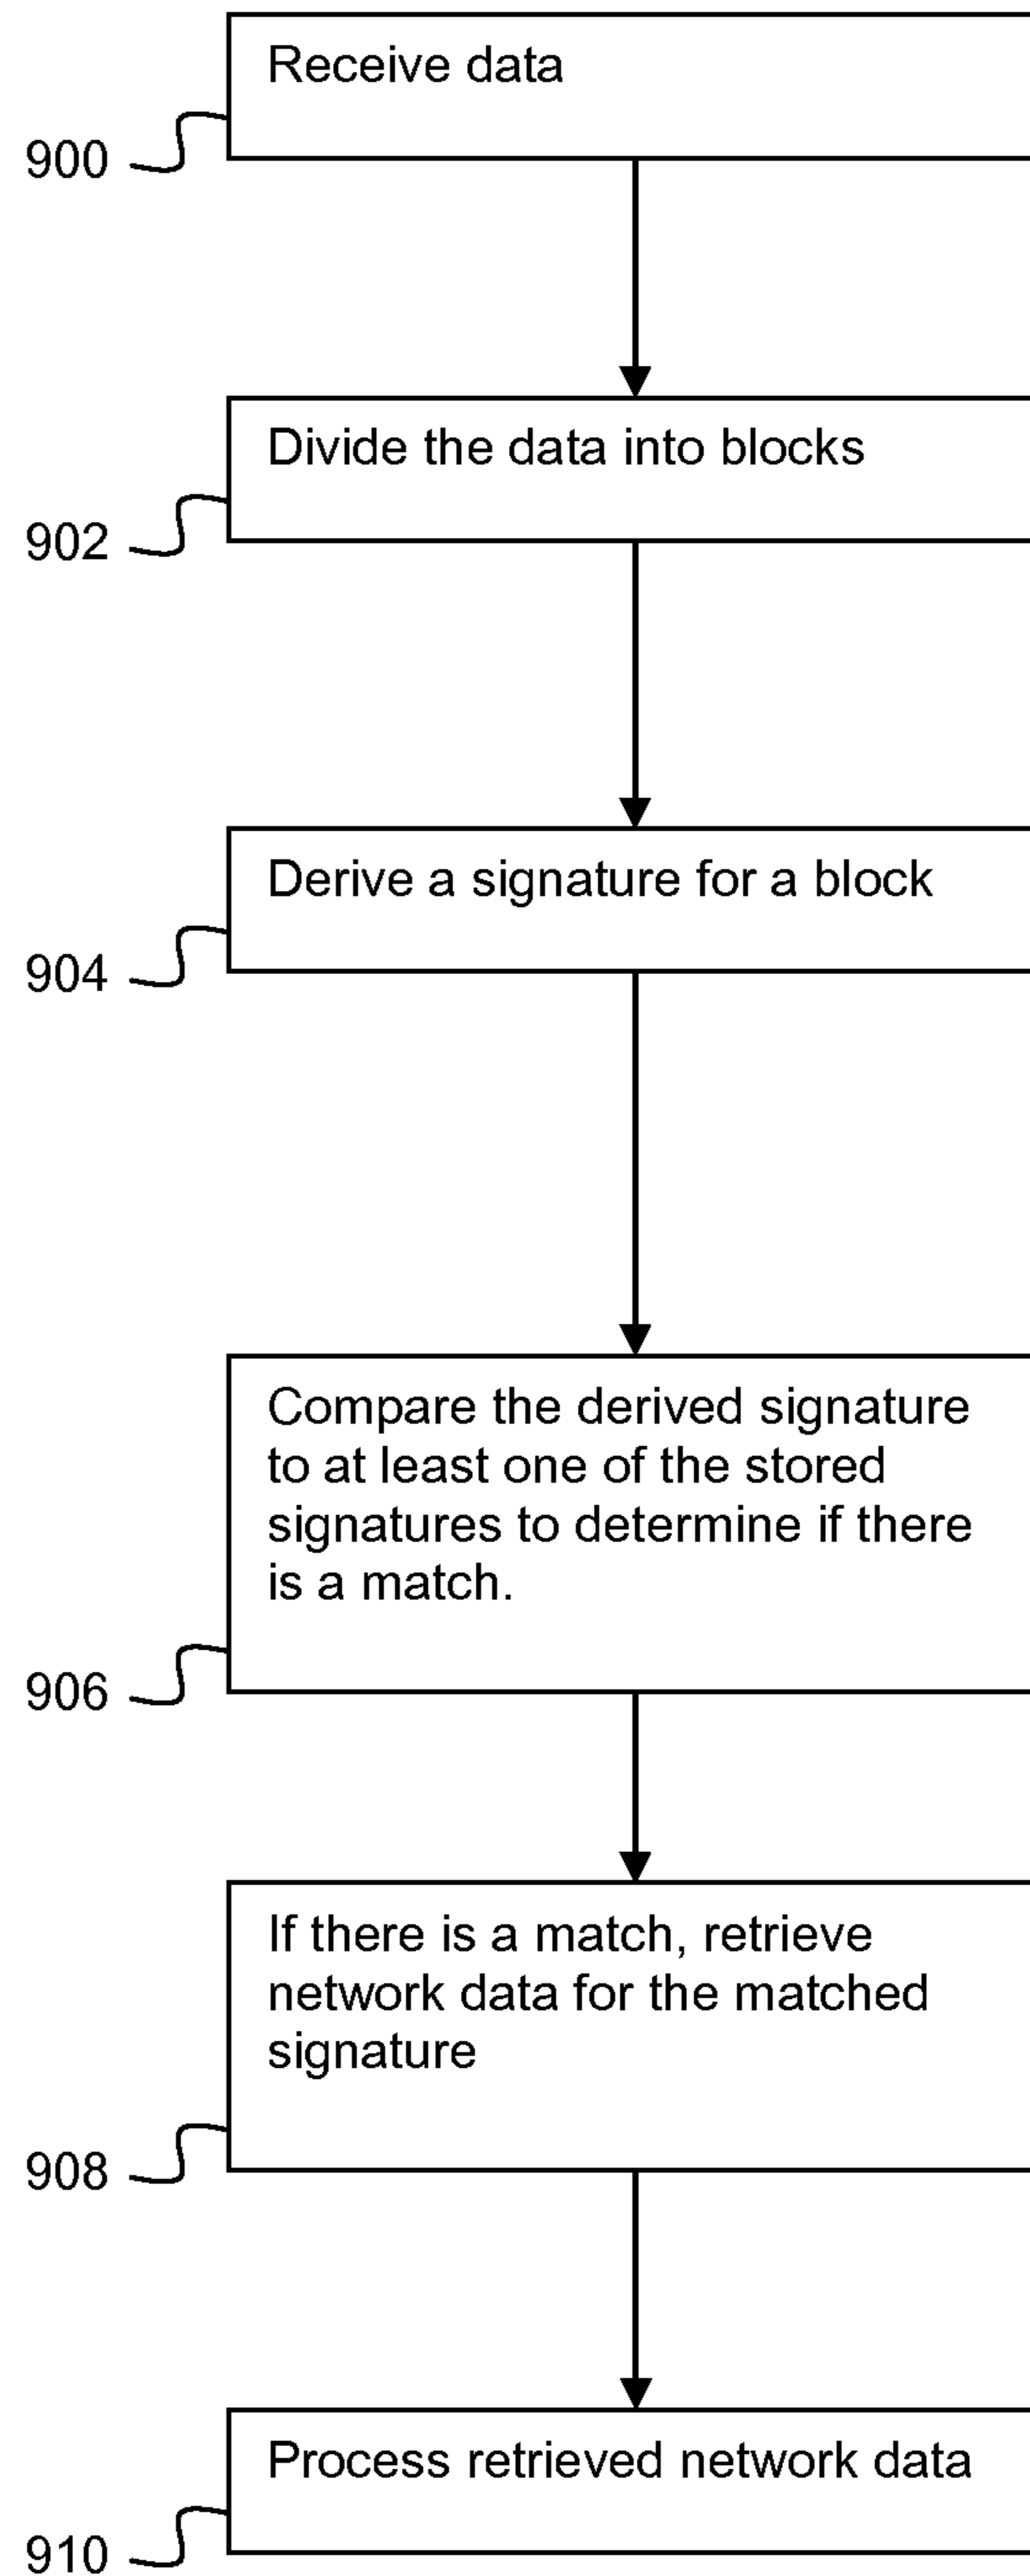 Receive data
900
Divide the data into blocks
902
Derive a signature for a block
904
Compare the derived signature
to at least one of the stored
signatures to determine if there
is a match.
906
If there is a match, retrieve
network data for the matched
signature
908
Process retrieved network data
910